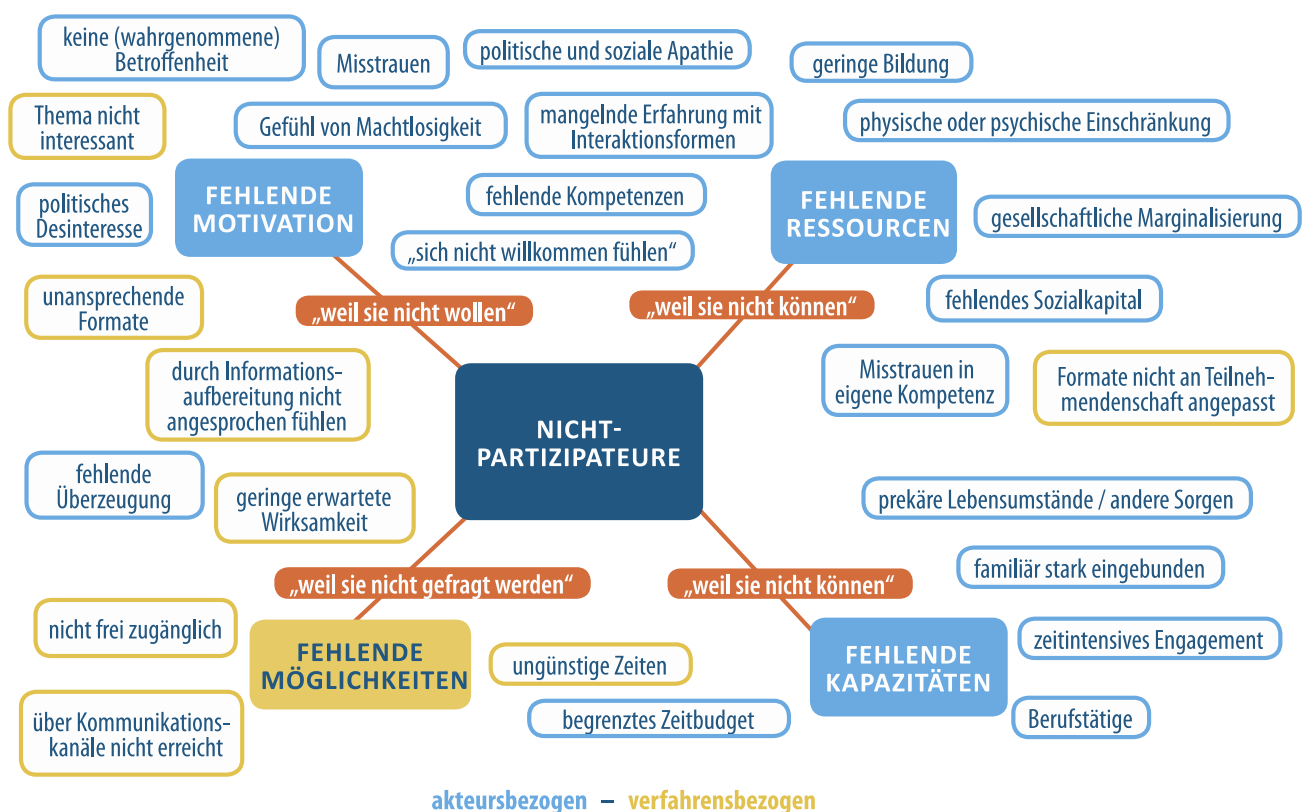 keine (wahrgenommene)
Betroffenheit
Misstrauen
politische und soziale Apathie
geringe Bildung
Thema nicht
interessant
Gefühl von Machtlosigkeit
mangelnde Erfahrung mit
Interaktionsformen
physische oder psychische Einschränkung
FEHLENDE
MOTIVATION
fehlende Kompetenzen
FEHLENDE
RESSOURCEN
politisches
Desinteresse
gesellschaftliche Marginalisierung
„sich nicht willkommen fühlen“
unansprechende
Formate
„weil sie nicht wollen“
„weil sie nicht können“
fehlendes Sozialkapital
durch Informations-
aufbereitung nicht
angesprochen fühlen
Misstrauen in
eigene Kompetenz
Formate nicht an Teilneh-
mendenschaft angepasst
NICHT-
PARTIZIPATEURE
fehlende
Überzeugung
geringe erwartete
Wirksamkeit
prekäre Lebensumstände / andere Sorgen
„weil sie nicht gefragt werden“
„weil sie nicht können“
familiär stark eingebunden
nicht frei zugänglich
FEHLENDE
MÖGLICHKEITEN
ungünstige Zeiten
FEHLENDE
KAPAZITÄTEN
zeitintensives Engagement
über Kommunikations-
kanäle nicht erreicht
begrenztes Zeitbudget
Berufstätige
akteursbezogen – verfahrensbezogen